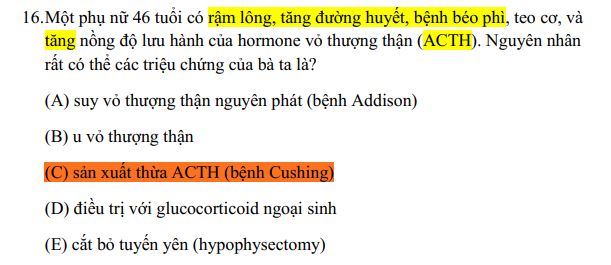 16.Một phụ nữ 46 tuổi có rậm lông, tăng đường huyết, bệnh béo phì, teo cơ, và
tăng nồng độ lưu hành của hormone vỏ thượng thận (ACTH). Nguyên nhân
rất có thể các triệu chứng của bà ta là?
(A) suy vỏ thượng thận nguyên phát (bệnh Addison)
(B) u vỏ thượng thận
(C) sản xuất thừa ACTH (bệnh Cushing)
(D) điều trị với glucocorticoid ngoại sinh
(E) cắt bỏ tuyến yên (hypophysectomy)